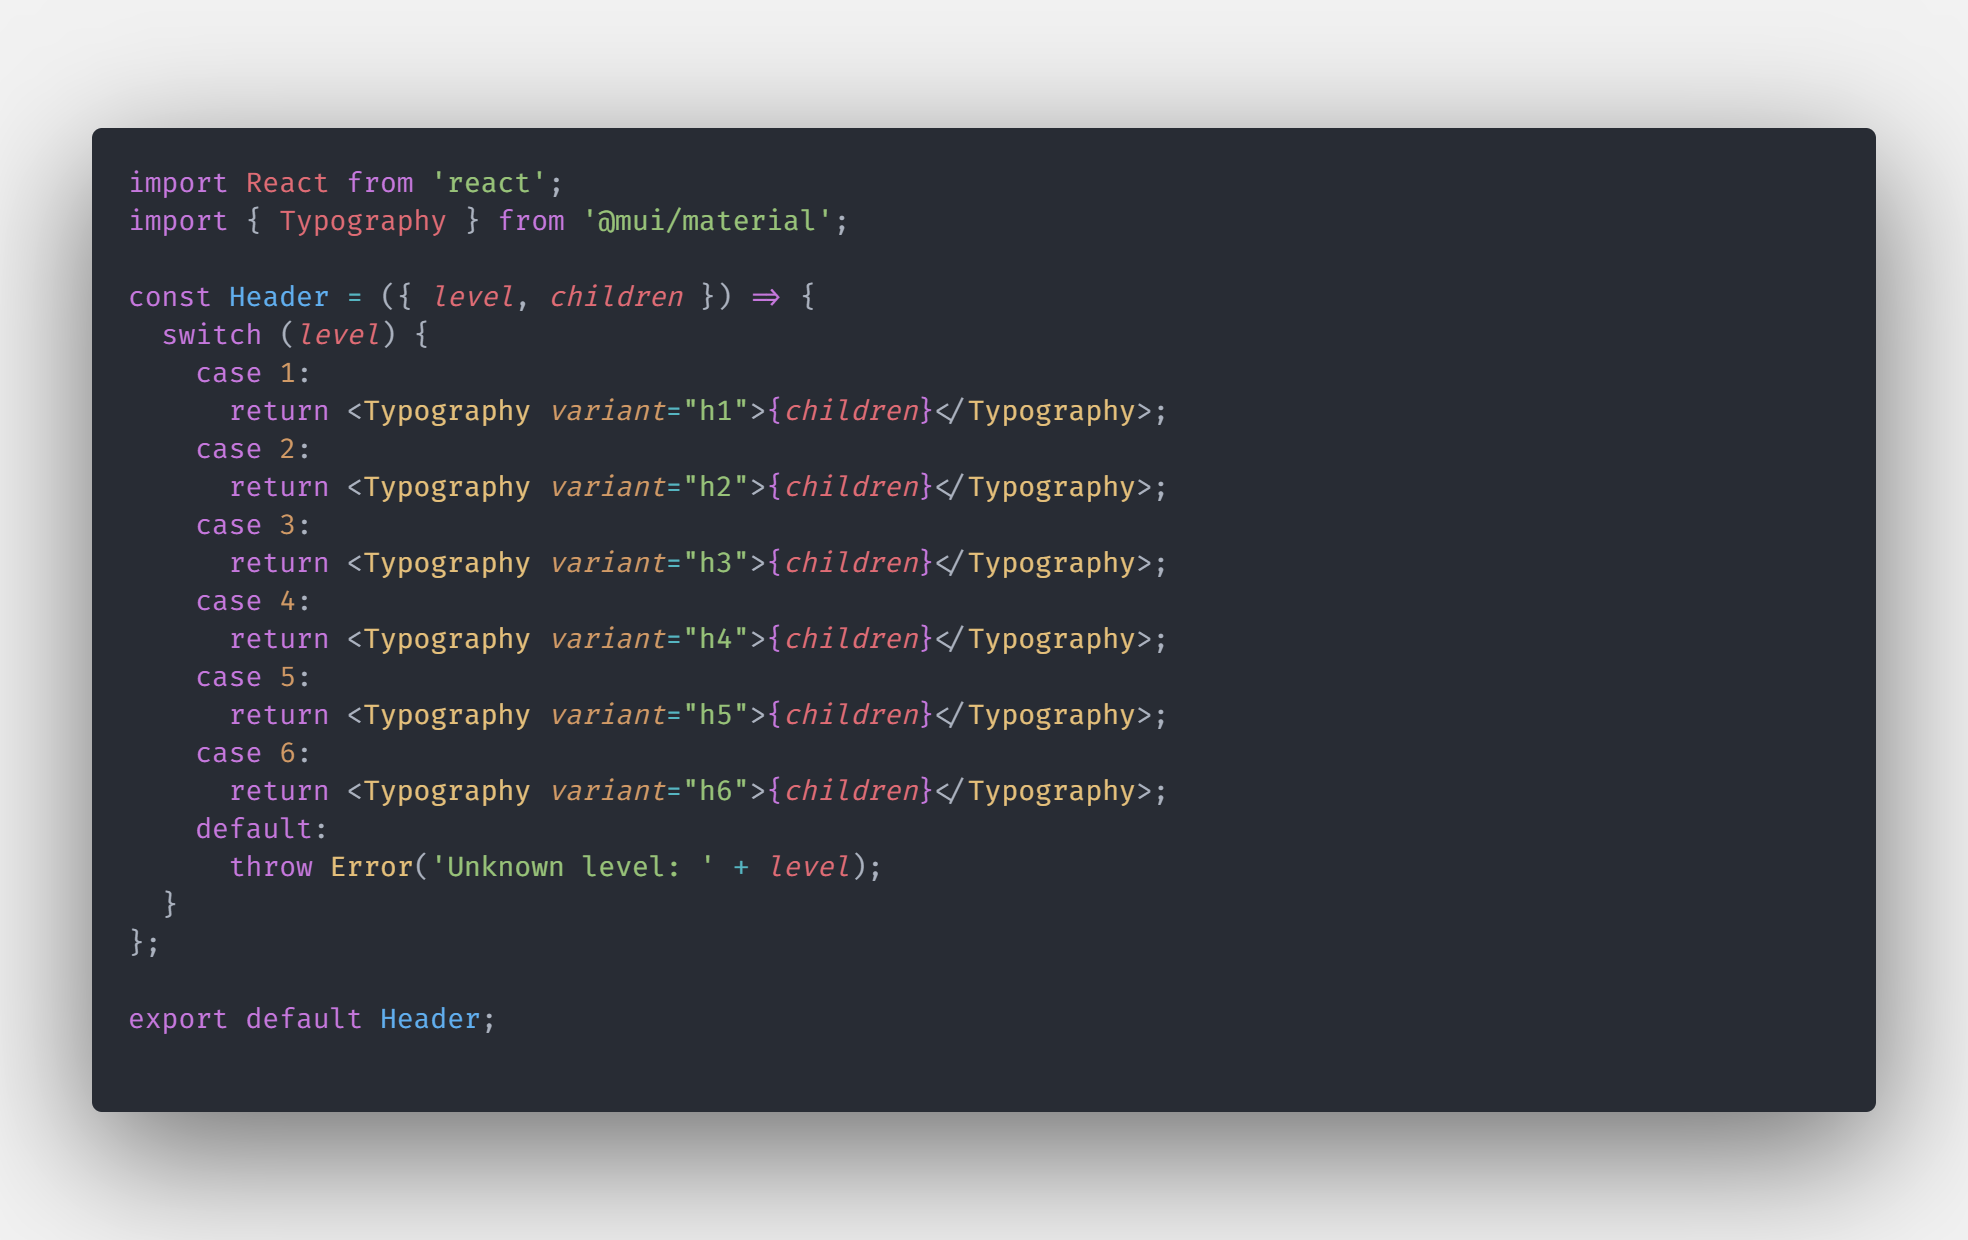 import React from 'react';
import { Typography } from '@mui/material';

const Header = ({ level, children }) => {
  switch (level) {
    case 1:
      return <Typography variant="h1">{children}</Typography>;
    case 2:
      return <Typography variant="h2">{children}</Typography>;
    case 3:
      return <Typography variant="h3">{children}</Typography>;
    case 4:
      return <Typography variant="h4">{children}</Typography>;
    case 5:
      return <Typography variant="h5">{children}</Typography>;
    case 6:
      return <Typography variant="h6">{children}</Typography>;
    default:
      throw Error('Unknown level: ' + level);
  }
};

export default Header;